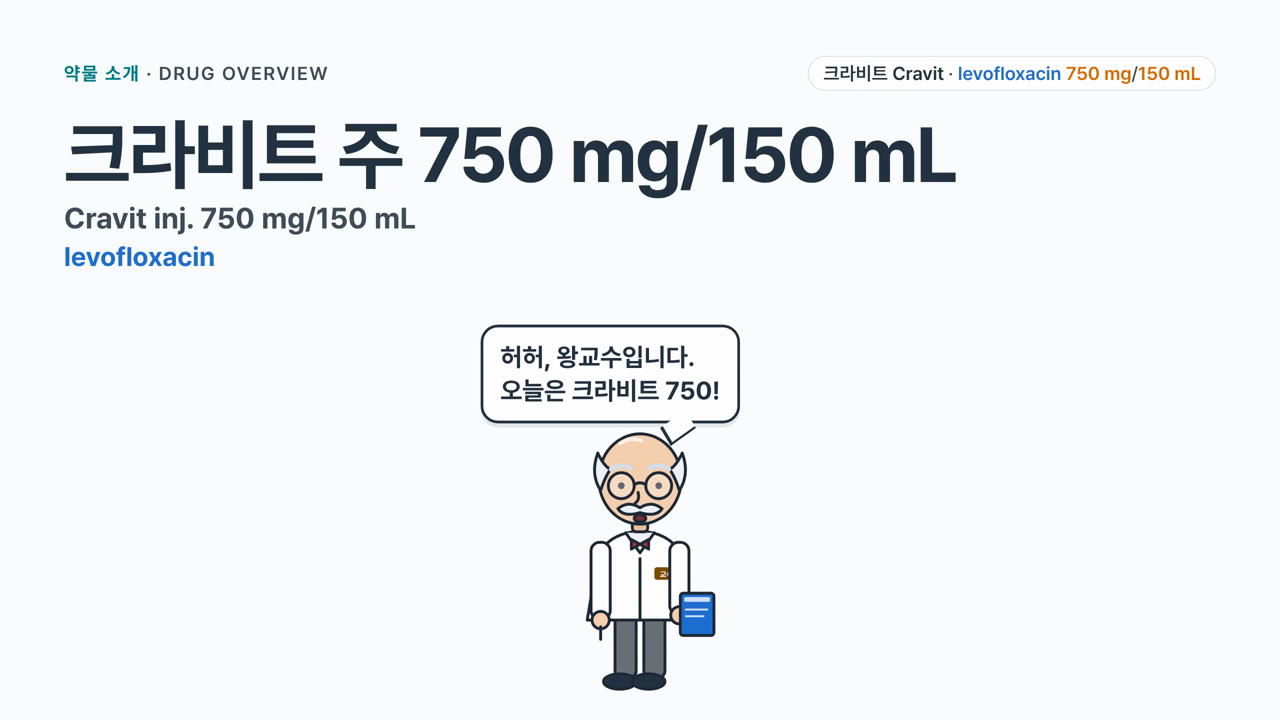 약물 소개 · DRUG OVERVIEW
크라비트 Cravit · levofloxacin 750 mg/150 mL
크라비트 주 750 mg/150 mL
Cravit inj. 750 mg/150 mL
levofloxacin
허허, 왕교수입니다.
오늘은 크라비트 750!